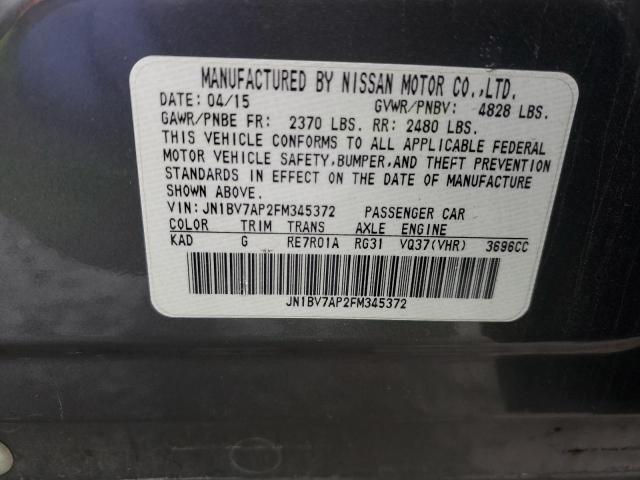 MANUFACTURED BY NISSAN MOTOR CO.,LTD.
DATE: 04/15 GVWR/PNBV: 4828 LBS.
GAWR/PNBE FR: 2370 LBS. RR: 2480 LBS.
THIS VEHICLE CONFORMS TO ALL APPLICABLE FEDERAL
MOTOR VEHICLE SAFETY,BUMPER,AND THEFT PREVENTION
STANDARDS IN EFFECT ON THE DATE OF MANUFACTURE
SHOWN ABOVE.
VIN:JN1BV7AP2FM345372 PASSENGER CAR
COLOR TRIM TRANS AXLE ENGINE
KAD G RE7R01A RG31 VQ37(VHR) 3696CC
JN1BV7AP2FM345372